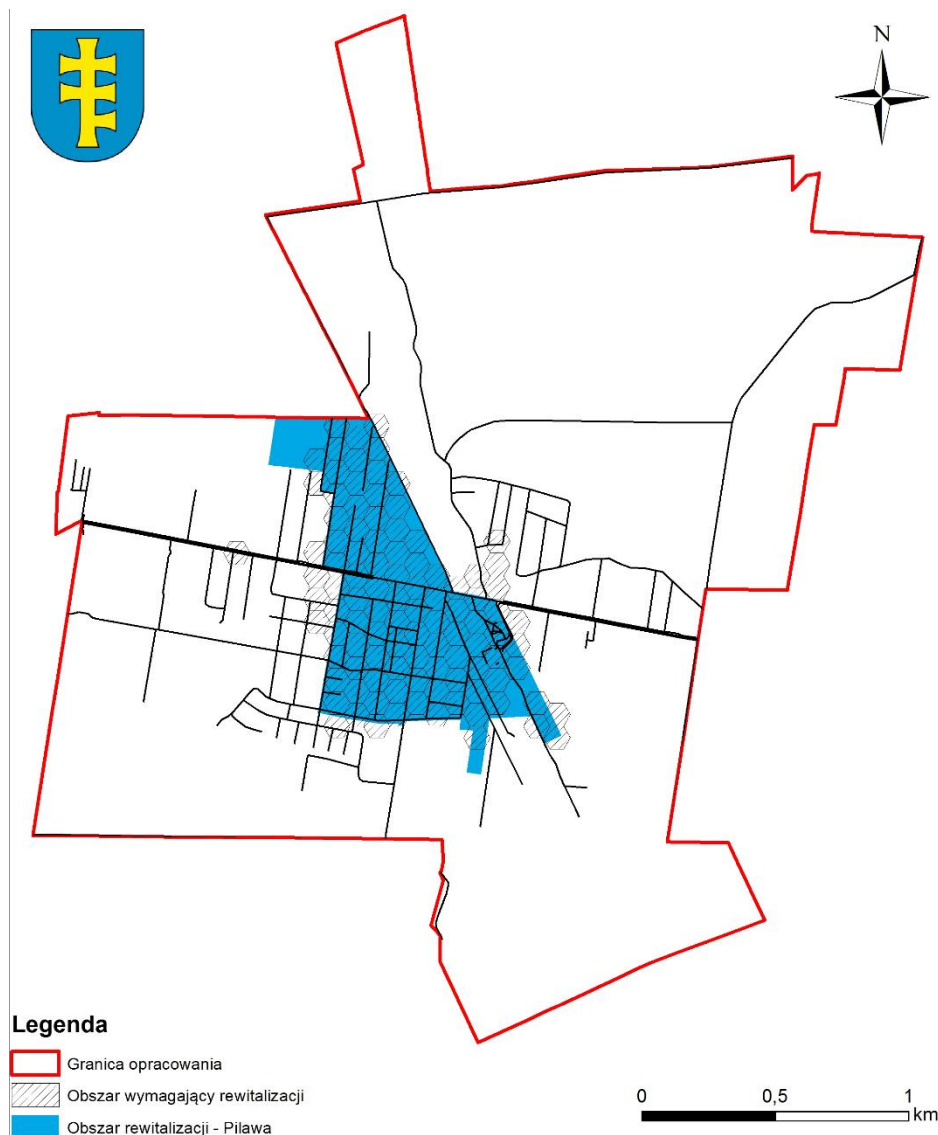 N
Legenda
Granica opracowania
Obszar wymagający rewitalizacji
Obszar rewitalizacji - Pilawa
0 0,5 1
km